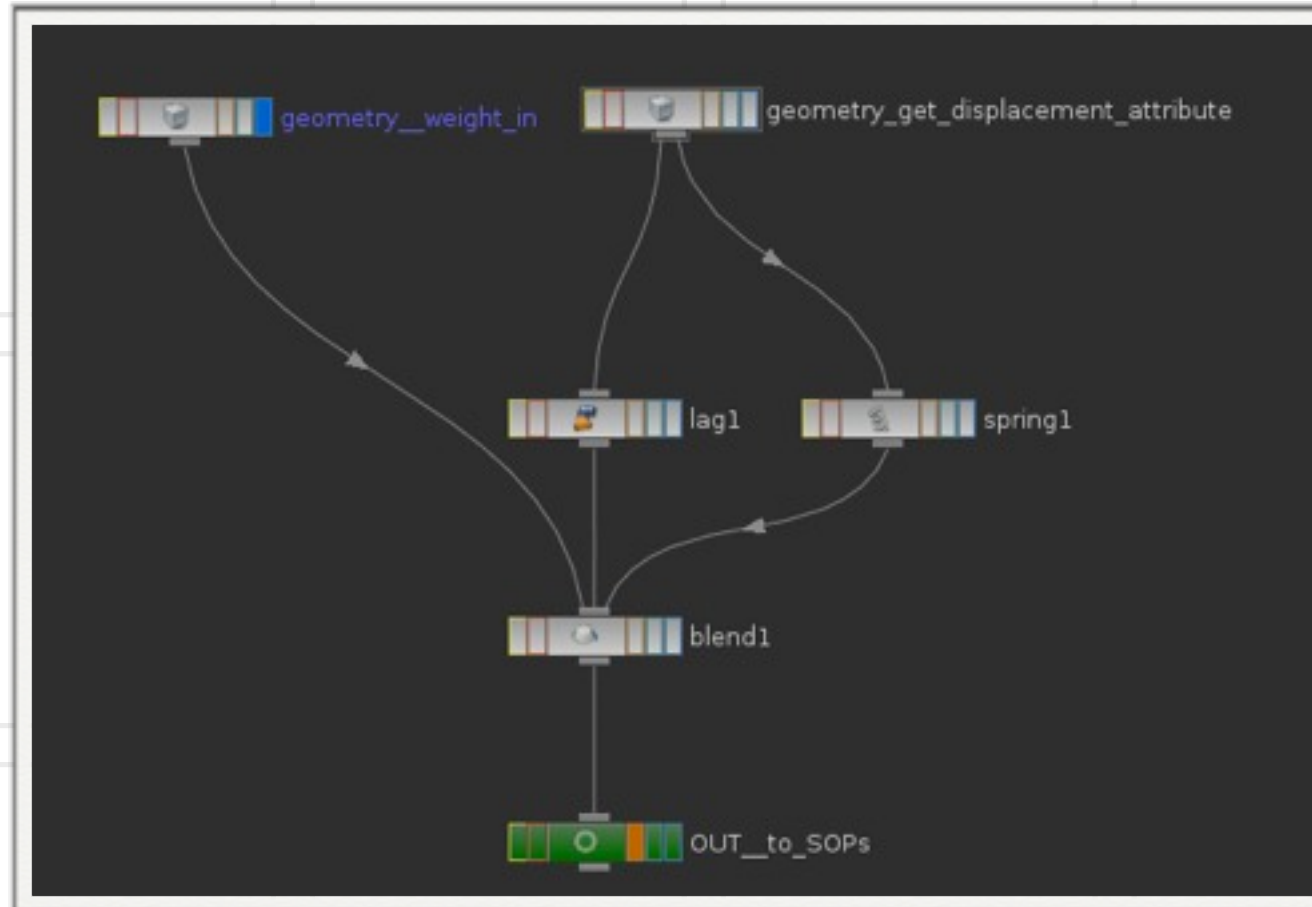 geometry__weight_in
geometry_get_displacement_attribute
lag1
spring1
blend1
OUT__to_SOPs